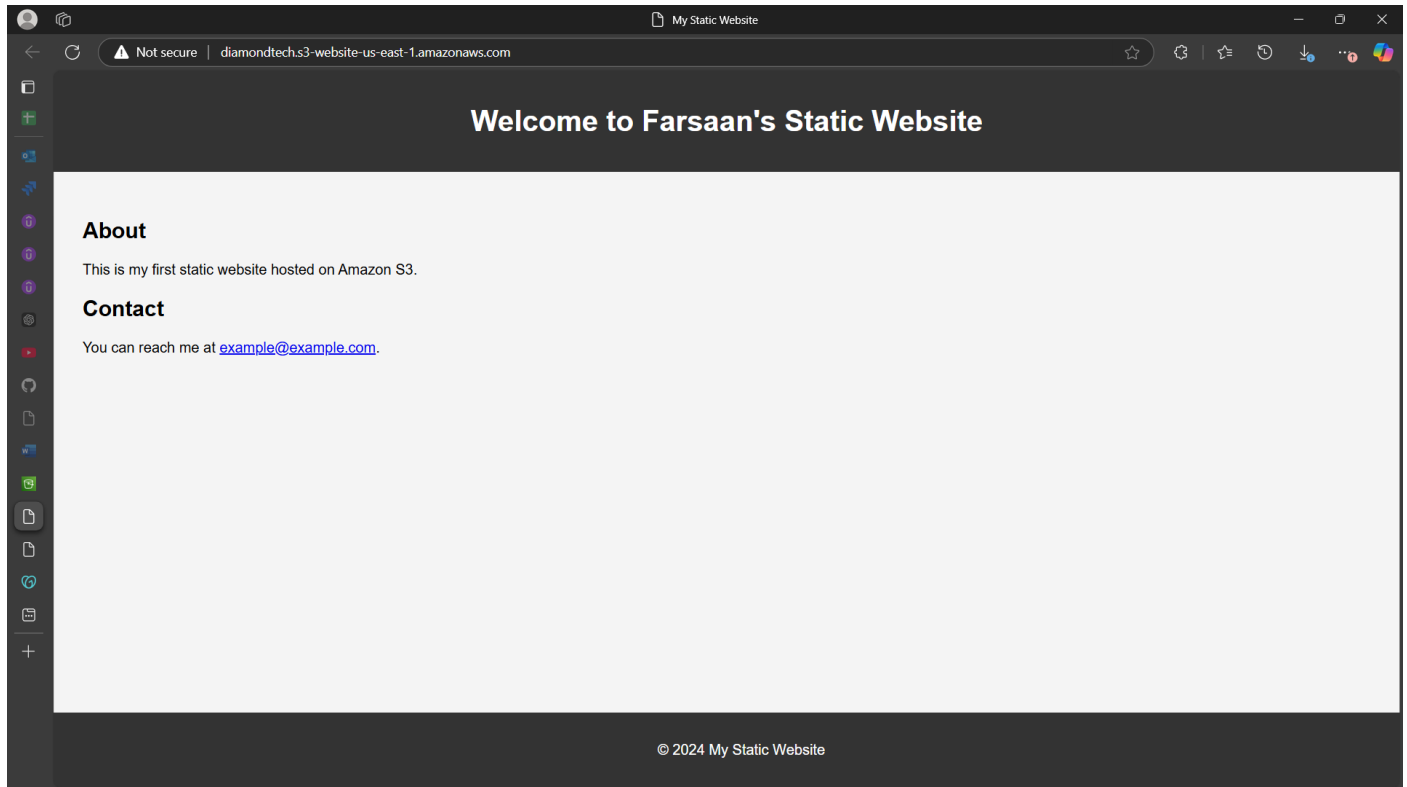 My Static Website
Not secure
diamondtech.s3-website-us-east-1.amazonaws.com
Welcome to Farsaan's Static Website
About
This is my first static website hosted on Amazon S3.
Contact
You can reach me at example@example.com.
© 2024 My Static Website